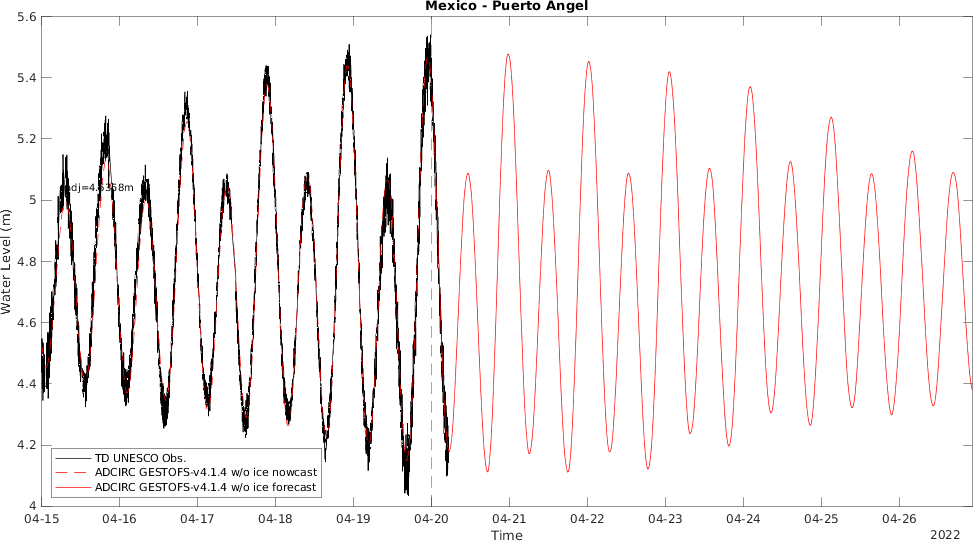 Mexico - Puerto Angel
5.6
5.4
5.2
5
4.8
4.6
4.4
4.2
4
Water Level (m)
TD UNESCO Obs.
ADCIRC GESTOFS-v4.1.4 w/o ice nowcast
ADCIRC GESTOFS-v4.1.4 w/o ice forecast
04-15 04-16 04-17 04-18 04-19 04-20 04-21 04-22 04-23 04-24 04-25 04-26
Time
2022